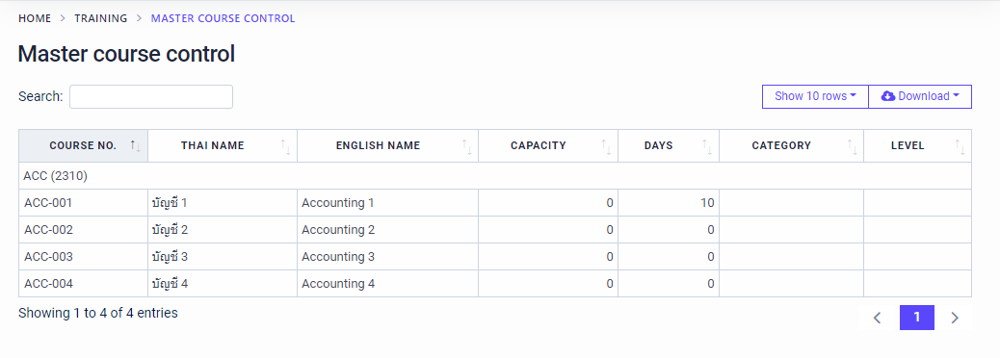 HOME > TRAINING > MASTER COURSE CONTROL
Master course control
Search:
Show 10 rows Download
COURSE NO. THAI NAME ENGLISH NAME CAPACITY DAYS CATEGORY LEVEL
ACC (2310)
ACC-001 บัญชี 1 Accounting 1 0 10
ACC-002 บัญชี 2 Accounting 2 0 0
ACC-003 บัญชี 3 Accounting 3 0 0
ACC-004 บัญชี 4 Accounting 4 0 0
Showing 1 to 4 of 4 entries
1